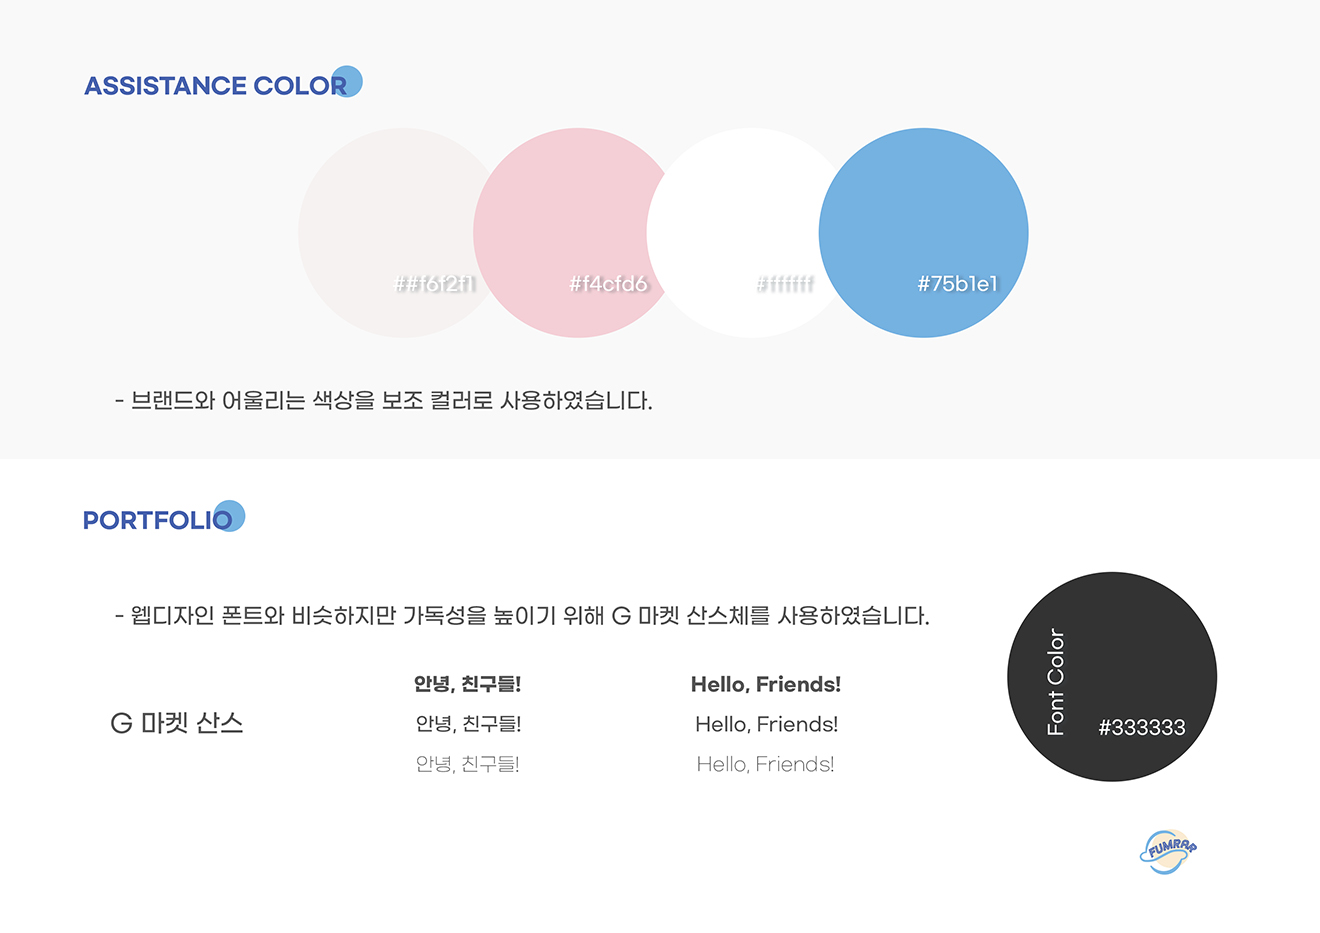 ASSISTANCE COLOR
##f6f2f1
#f4cfd6
#ffffff
#75b1e1
- 브랜드와 어울리는 색상을 보조 컬러로 사용하였습니다.
PORTFOLIO
- 웹디자인 폰트와 비슷하지만 가독성을 높이기 위해 G 마켓 산스체를 사용하였습니다.
G 마켓 산스
안녕, 친구들!
안녕, 친구들!
안녕, 친구들!
Hello, Friends!
Hello, Friends!
Hello, Friends!
Font Color
#333333
FUMRAR